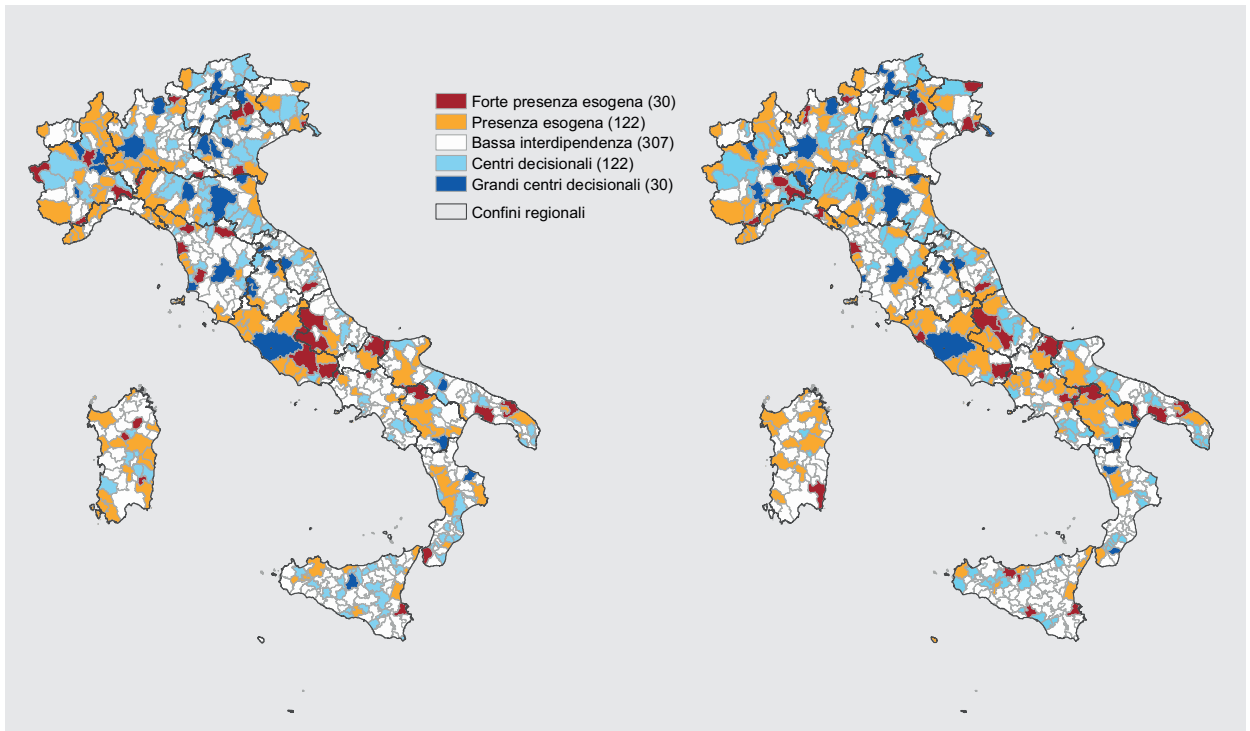 Forte presenza esogena (30)
Presenza esogena (122)
Bassa interdipendenza (307)
Centri decisionali (122)
Grandi centri decisionali (30)
Confini regionali